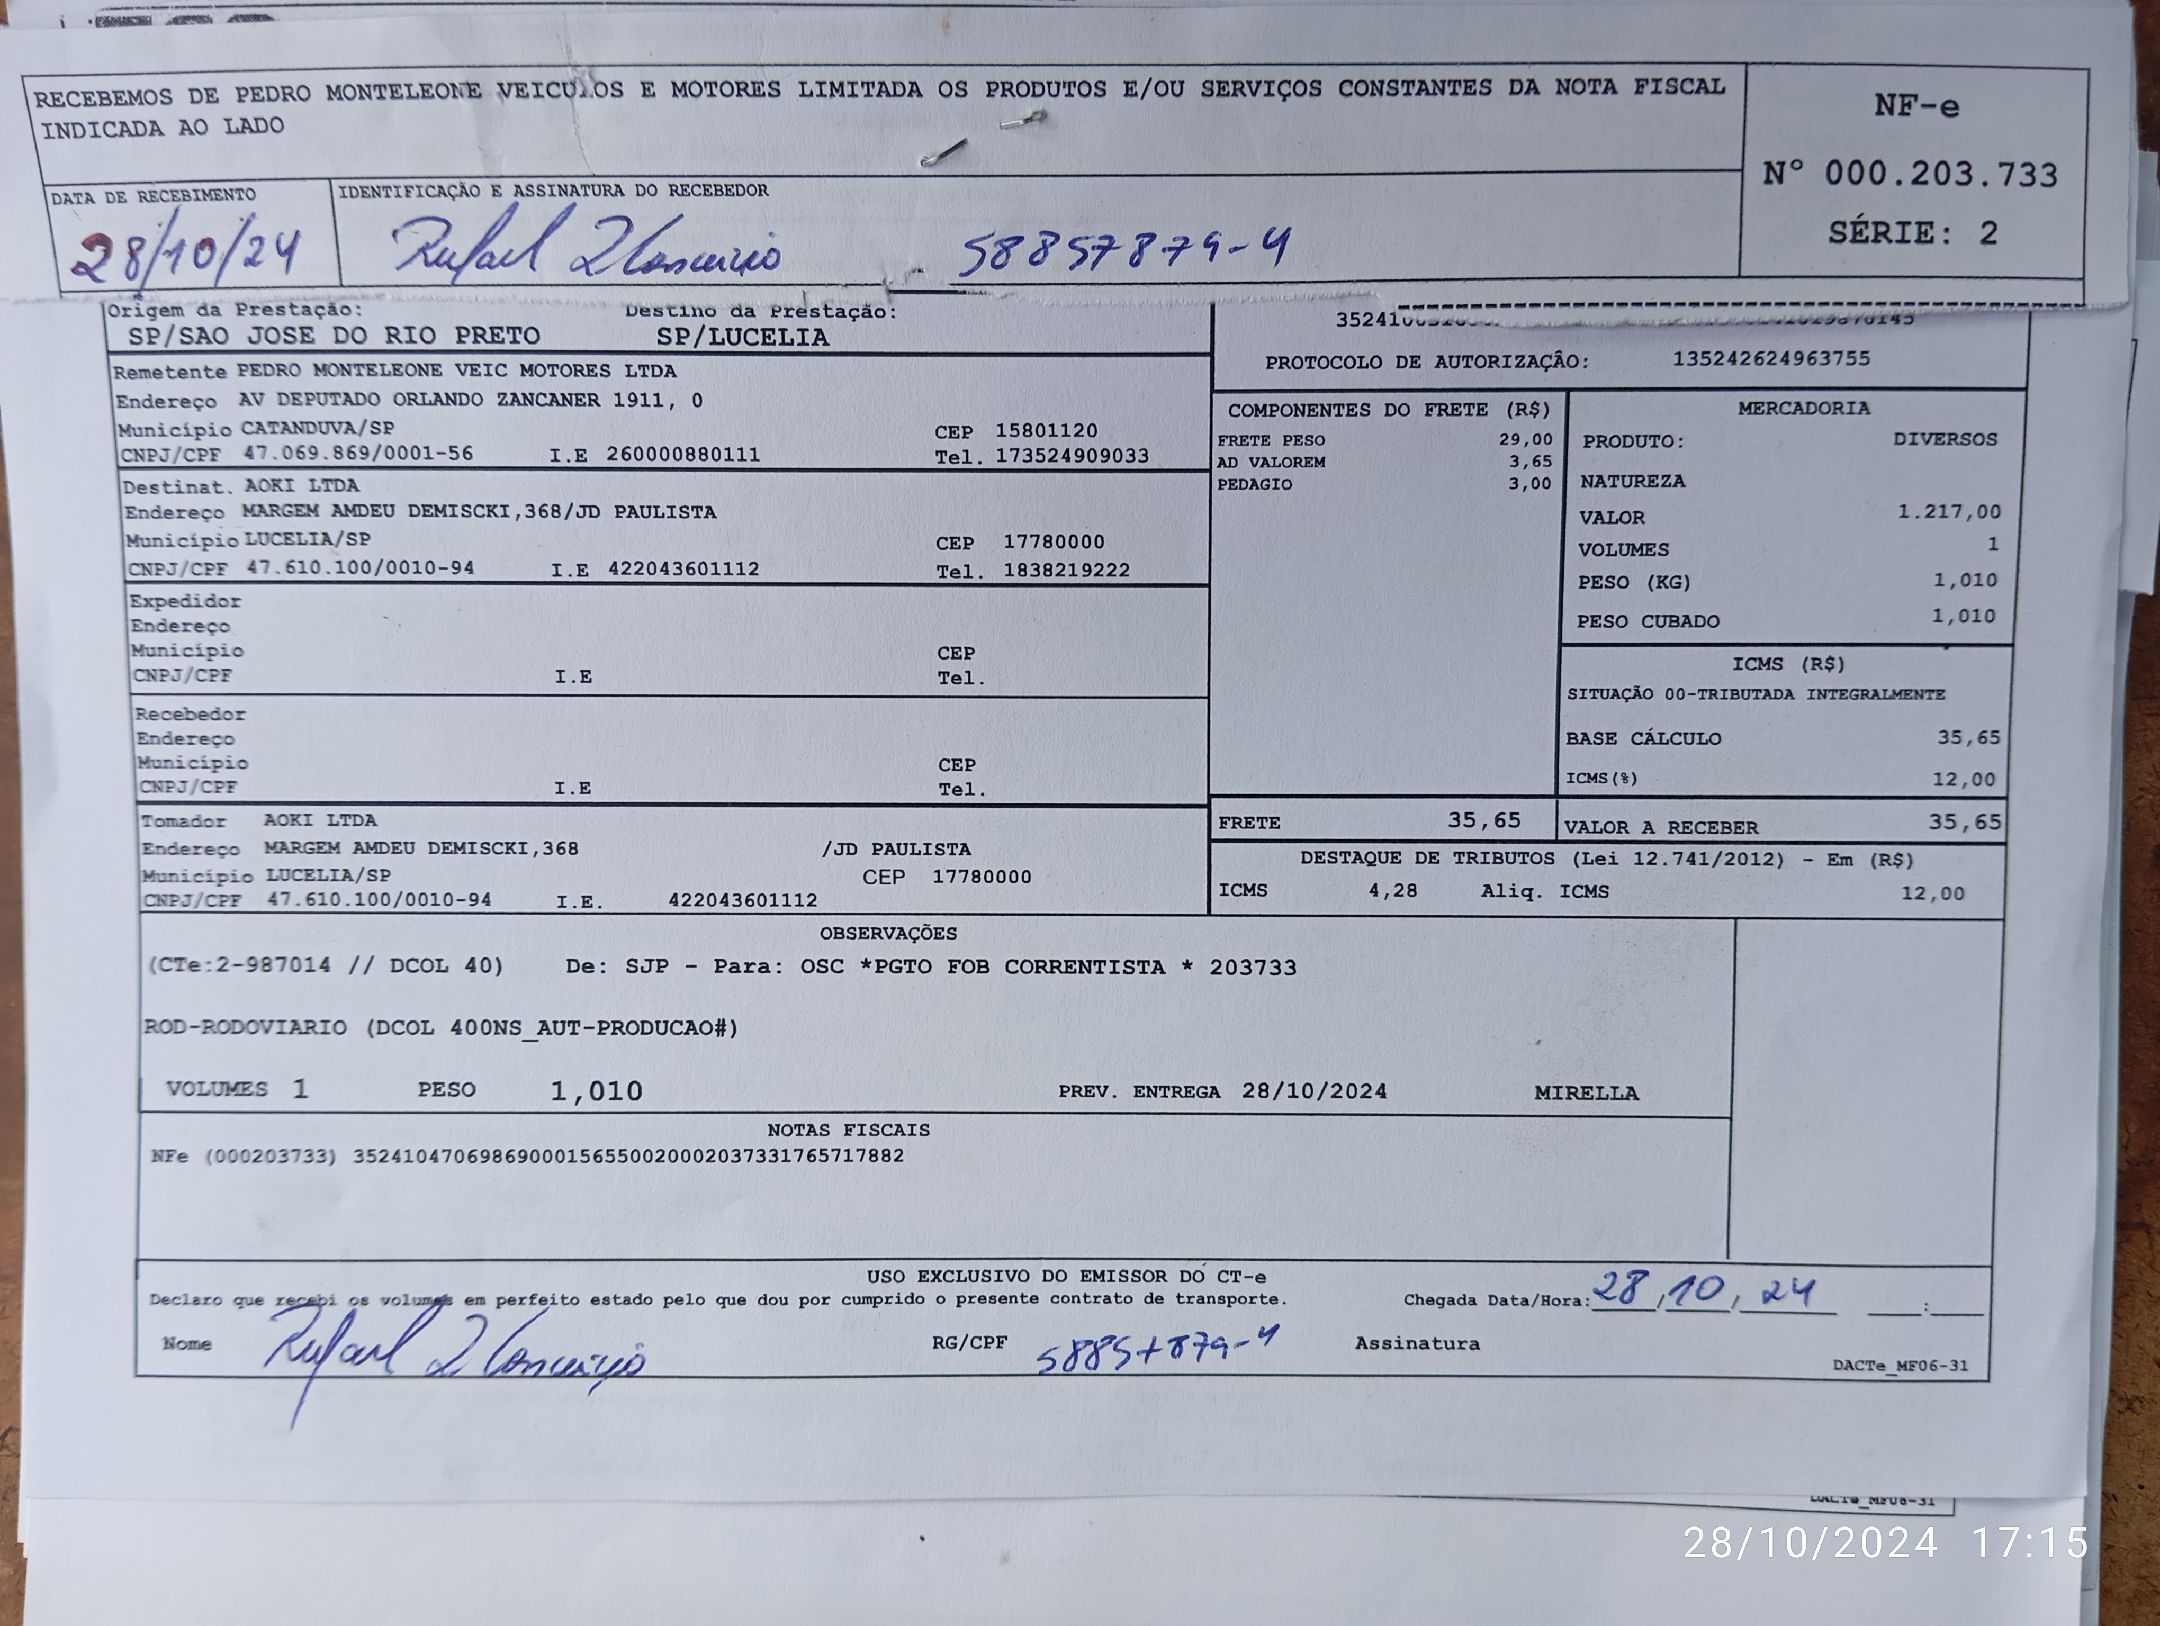 RECEBEMOS DE PEDRO MONTELEONE VEICULOS E MOTORES LIMITADA OS PRODUTOS E/OU SERVIÇOS CONSTANTES DA NOTA FISCAL
INDICADA AO LADO
NF-e
Nº 000.203.733
SÉRIE: 2
DATA DE RECEBIMENTO
28/10/24
IDENTIFICAÇÃO E ASSINATURA DO RECEBEDOR
Rafael 58857879-4
Origem da Prestação: Destino da Prestação:
SP/SAO JOSE DO RIO PRETO SP/LUCELIA
PROTOCOLO DE AUTORIZAÇÃO: 135242624963755
Remetente PEDRO MONTELEONE VEIC MOTORES LTDA
Endereço AV DEPUTADO ORLANDO ZANCANER 1911, 0
Município CATANDUVA/SP CEP 15801120
CNPJ/CPF 47.069.869/0001-56 I.E 260000880111 Tel. 173524909033
Destinat. AOKI LTDA
Endereço MARGEM AMDEU DEMISCKI,368/JD PAULISTA
Município LUCELIA/SP CEP 17780000
CNPJ/CPF 47.610.100/0010-94 I.E 422043601112 Tel. 1838219222
Expedidor
Endereço
Município CEP
CNPJ/CPF I.E Tel.
Recebedor
Endereço
Município CEP
CNPJ/CPF I.E Tel.
Tomador AOKI LTDA
Endereço MARGEM AMDEU DEMISCKI,368 /JD PAULISTA
Município LUCELIA/SP CEP 17780000
CNPJ/CPF 47.610.100/0010-94 I.E. 422043601112
COMPONENTES DO FRETE (R$)
FRETE PESO 29,00
AD VALOREM 3,65
PEDAGIO 3,00
MERCADORIA
PRODUTO: DIVERSOS
NATUREZA
VALOR 1.217,00
VOLUMES 1
PESO (KG) 1,010
PESO CUBADO 1,010
ICMS (R$)
SITUAÇÃO 00-TRIBUTADA INTEGRALMENTE
BASE CÁLCULO 35,65
ICMS(%) 12,00
FRETE 35,65 VALOR A RECEBER 35,65
DESTAQUE DE TRIBUTOS (Lei 12.741/2012) - Em (R$)
ICMS 4,28 Aliq. ICMS 12,00
OBSERVAÇÕES
(CTe:2-987014 // DCOL 40) De: SJP - Para: OSC *PGTO FOB CORRENTISTA * 203733
ROD-RODOVIARIO (DCOL 400NS_AUT-PRODUCAO#)
VOLUMES 1 PESO 1,010 PREV. ENTREGA 28/10/2024 MIRELLA
NOTAS FISCAIS
NFe (000203733) 35241047069869000156550020002037331765717882
USO EXCLUSIVO DO EMISSOR DO CT-e
Declaro que recebi os volumes em perfeito estado pelo que dou por cumprido o presente contrato de transporte. Chegada Data/Hora: 28/10/24 __:__
Nome Rafael RG/CPF 58857879-4 Assinatura
DACTe_MF06-31
DACTe_MF06-31
28/10/2024 17:15